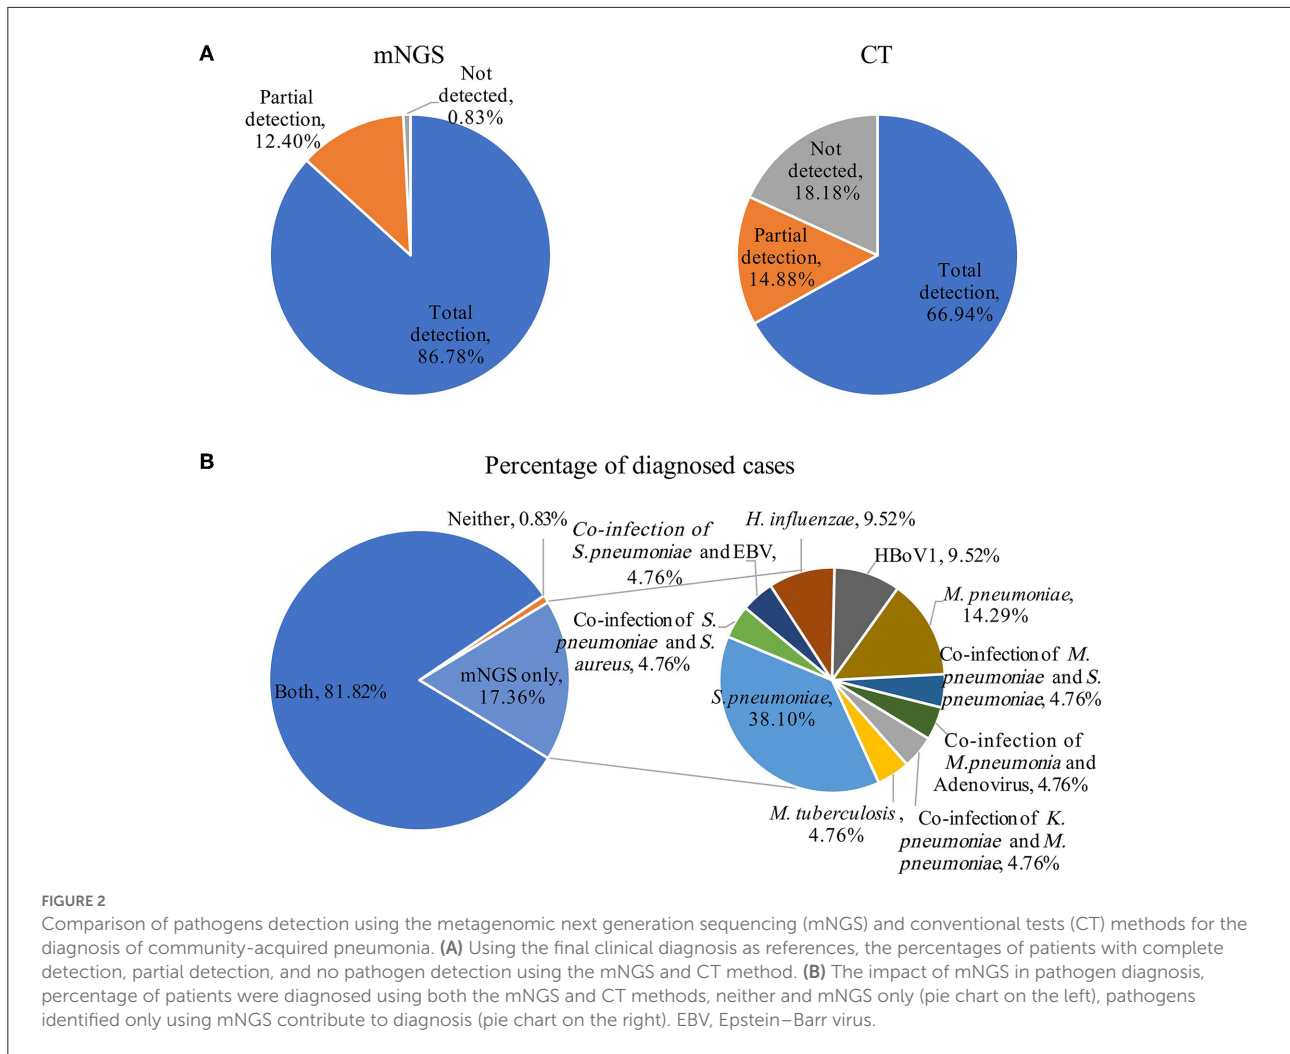 A
mNGS
CT
Not
detected,
0.83%
Partial
detection,
12.40%
Total
detection,
86.78%
Not
detected,
18.18%
Partial
detection,
14.88%
Total
detection,
66.94%
B
Percentage of diagnosed cases
Neither, 0.83%
Both, 81.82%
mNGS only,
17.36%
Co-infection of
S.pneumoniae and EBV,
4.76%
Co-infection of S.
pneumoniae and S.
aureus, 4.76%
H. influenzae, 9.52%
HBoV1, 9.52%
M. pneumoniae,
14.29%
Co-infection of M.
pneumoniae and S.
pneumoniae, 4.76%
Co-infection of
M.pneumonia and
Adenovirus, 4.76%
Co-infection of K.
pneumoniae and M.
pneumoniae, 4.76%
M. tuberculosis ,
4.76%
S.pneumoniae,
38.10%
FIGURE 2
Comparison of pathogens detection using the metagenomic next generation sequencing (mNGS) and conventional tests (CT) methods for the
diagnosis of community-acquired pneumonia. (A) Using the final clinical diagnosis as references, the percentages of patients with complete
detection, partial detection, and no pathogen detection using the mNGS and CT method. (B) The impact of mNGS in pathogen diagnosis,
percentage of patients were diagnosed using both the mNGS and CT methods, neither and mNGS only (pie chart on the left), pathogens
identified only using mNGS contribute to diagnosis (pie chart on the right). EBV, Epstein–Barr virus.